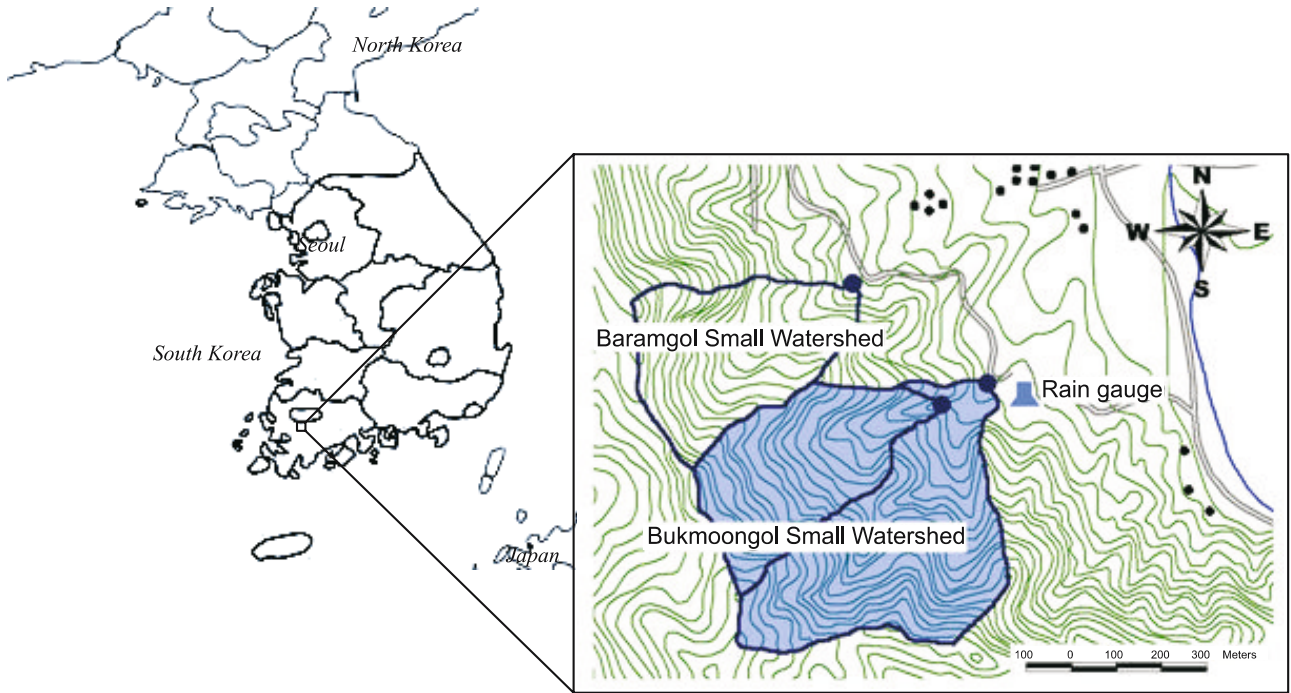 North Korea
Seoul
South Korea
Japan
N
W E
S
Baramgol Small Watershed
Rain gauge
Bukmoongol Small Watershed
100 0 100 200 300 Meters